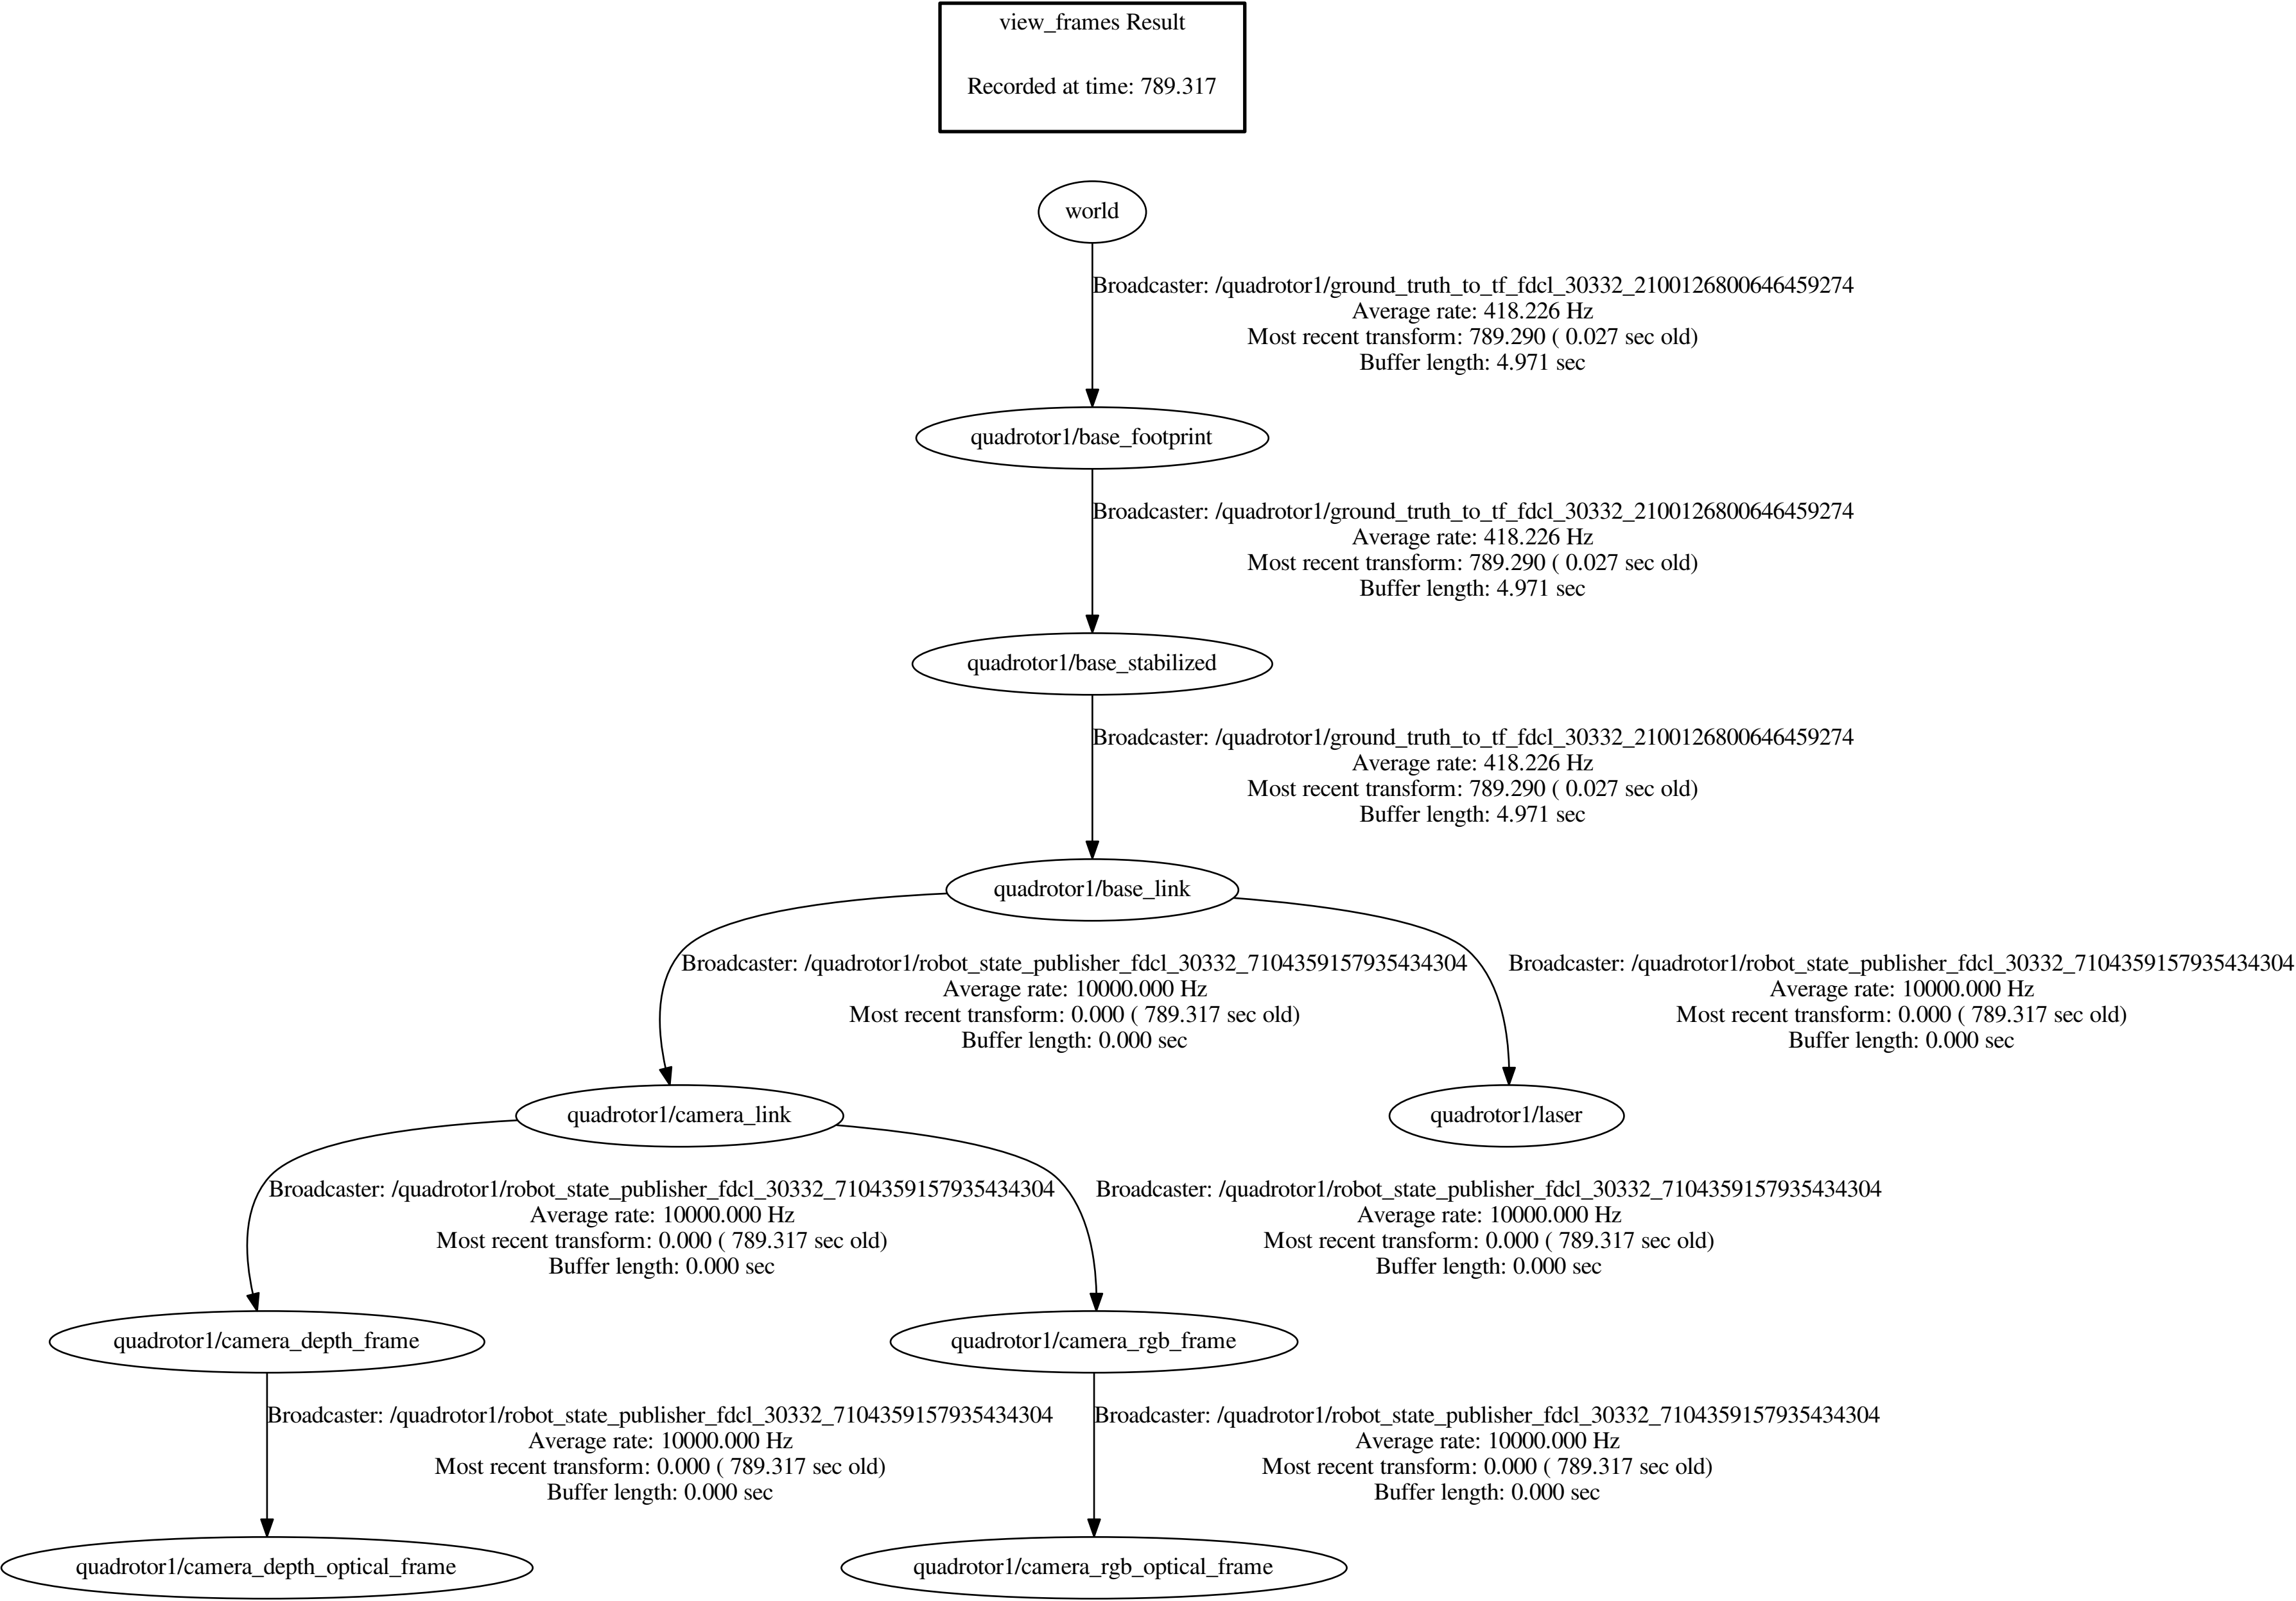 view_frames Result
Recorded at time: 789.317
world
Broadcaster: /quadrotor1/ground_truth_to_tf_fdcl_30332_2100126800646459274
Average rate: 418.226 Hz
Most recent transform: 789.290 ( 0.027 sec old)
Buffer length: 4.971 sec
quadrotor1/base_footprint
Broadcaster: /quadrotor1/ground_truth_to_tf_fdcl_30332_2100126800646459274
Average rate: 418.226 Hz
Most recent transform: 789.290 ( 0.027 sec old)
Buffer length: 4.971 sec
quadrotor1/base_stabilized
Broadcaster: /quadrotor1/ground_truth_to_tf_fdcl_30332_2100126800646459274
Average rate: 418.226 Hz
Most recent transform: 789.290 ( 0.027 sec old)
Buffer length: 4.971 sec
quadrotor1/base_link
Broadcaster: /quadrotor1/robot_state_publisher_fdcl_30332_7104359157935434304
Average rate: 10000.000 Hz
Most recent transform: 0.000 ( 789.317 sec old)
Buffer length: 0.000 sec
Broadcaster: /quadrotor1/robot_state_publisher_fdcl_30332_7104359157935434304
Average rate: 10000.000 Hz
Most recent transform: 0.000 ( 789.317 sec old)
Buffer length: 0.000 sec
quadrotor1/camera_link
quadrotor1/laser
Broadcaster: /quadrotor1/robot_state_publisher_fdcl_30332_7104359157935434304
Average rate: 10000.000 Hz
Most recent transform: 0.000 ( 789.317 sec old)
Buffer length: 0.000 sec
Broadcaster: /quadrotor1/robot_state_publisher_fdcl_30332_7104359157935434304
Average rate: 10000.000 Hz
Most recent transform: 0.000 ( 789.317 sec old)
Buffer length: 0.000 sec
quadrotor1/camera_depth_frame
quadrotor1/camera_rgb_frame
Broadcaster: /quadrotor1/robot_state_publisher_fdcl_30332_7104359157935434304
Average rate: 10000.000 Hz
Most recent transform: 0.000 ( 789.317 sec old)
Buffer length: 0.000 sec
Broadcaster: /quadrotor1/robot_state_publisher_fdcl_30332_7104359157935434304
Average rate: 10000.000 Hz
Most recent transform: 0.000 ( 789.317 sec old)
Buffer length: 0.000 sec
quadrotor1/camera_depth_optical_frame
quadrotor1/camera_rgb_optical_frame